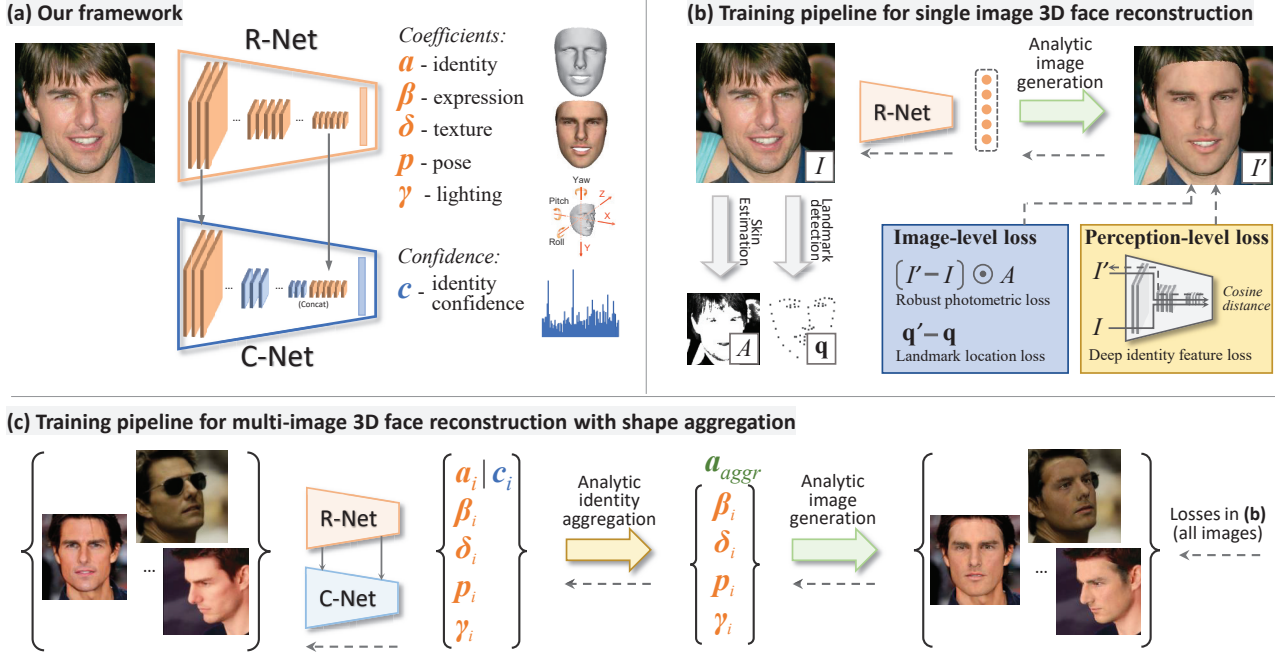 (a) Our framework
R-Net
Coefficients:
a - identity
β - expression
δ - texture
p - pose
γ - lighting
...
...
Yaw
Pitch
Roll
Z
X
Y
Confidence:
c - identity
confidence
...
...
(Concat)
C-Net
(b) Training pipeline for single image 3D face reconstruction
I
R-Net
Analytic
image
generation
I'
Skin
Estimation
Landmark
detection
A
q
Image-level loss
(I' − I) ⊙ A
Robust photometric loss
q' − q
Landmark location loss
Perception-level loss
I'
I
Cosine
distance
Deep identity feature loss
(c) Training pipeline for multi-image 3D face reconstruction with shape aggregation
...
R-Net
C-Net
a_i | c_i
β_i
δ_i
p_i
γ_i
Analytic
identity
aggregation
a_aggr
β_i
δ_i
p_i
γ_i
Analytic
image
generation
...
Losses in (b)
(all images)